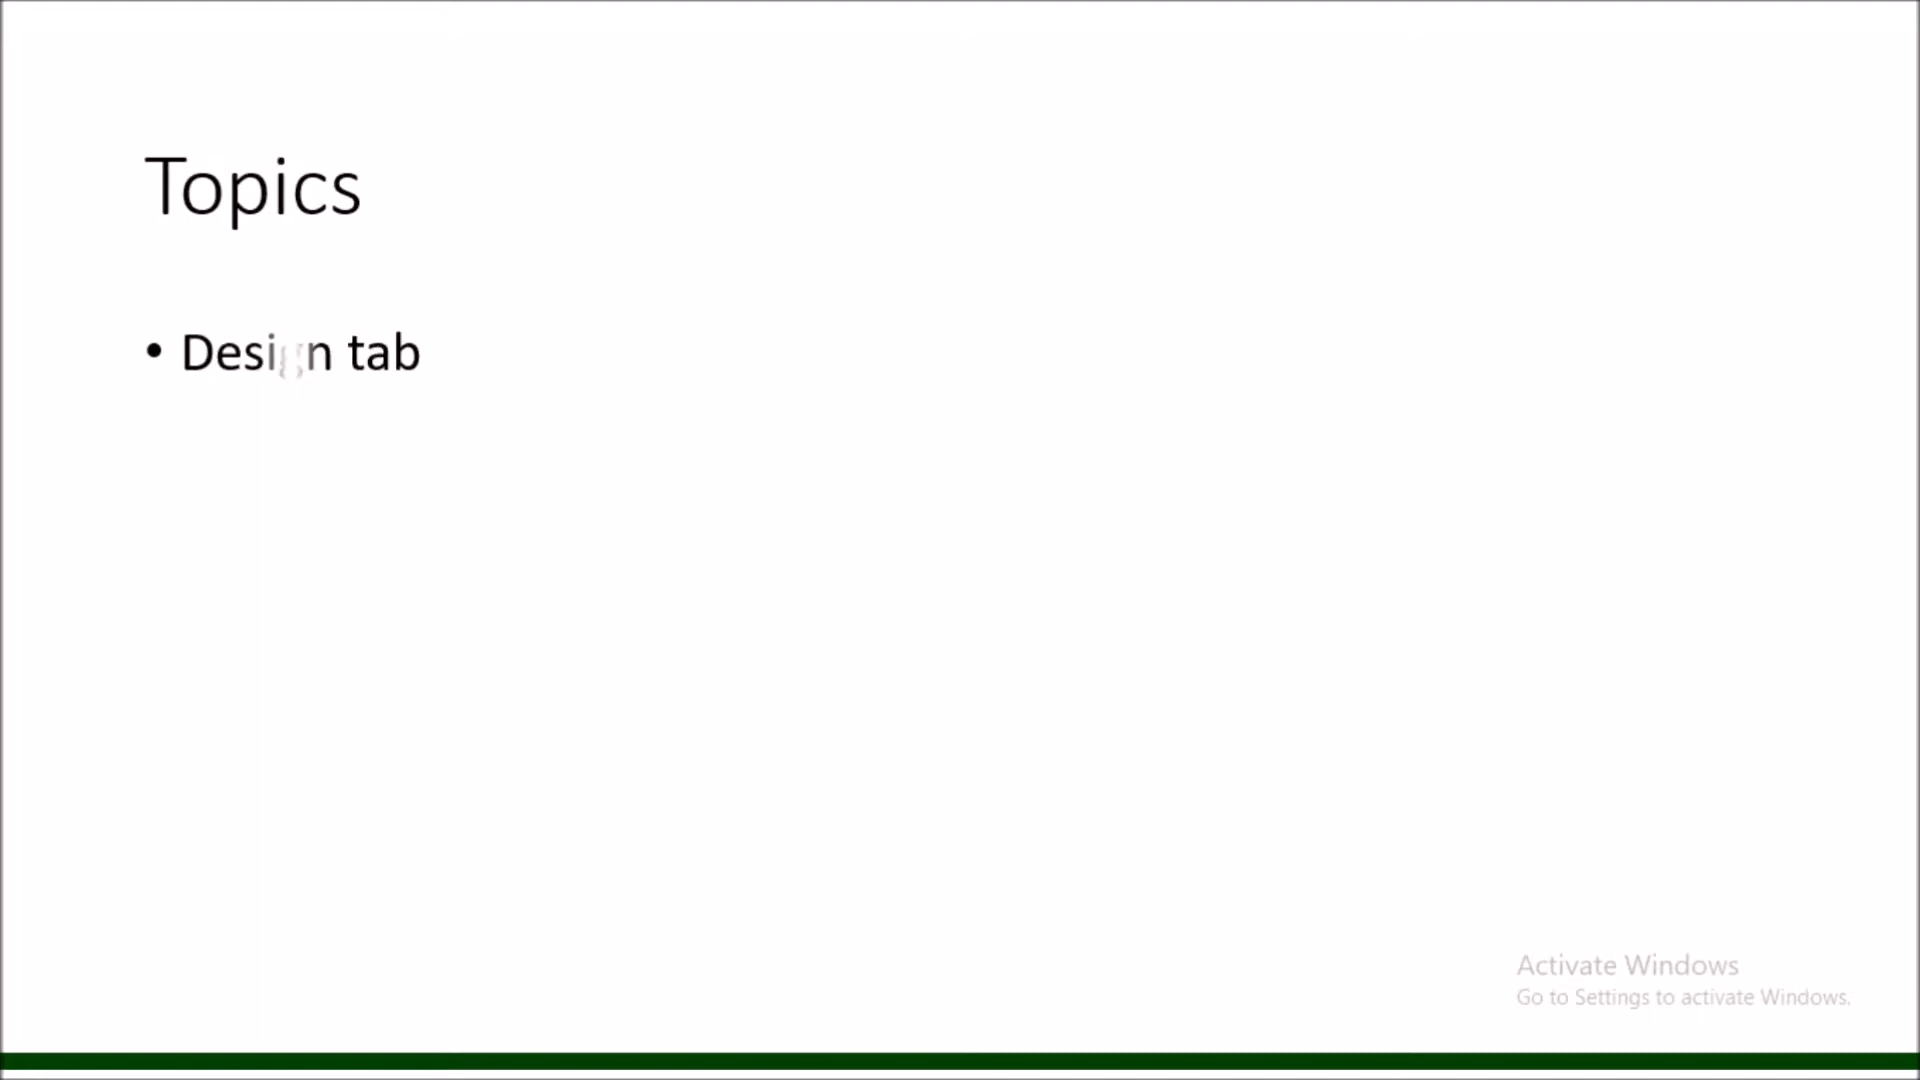 Topics
• Design tab
Activate Windows
Go to Settings to activate Windows.